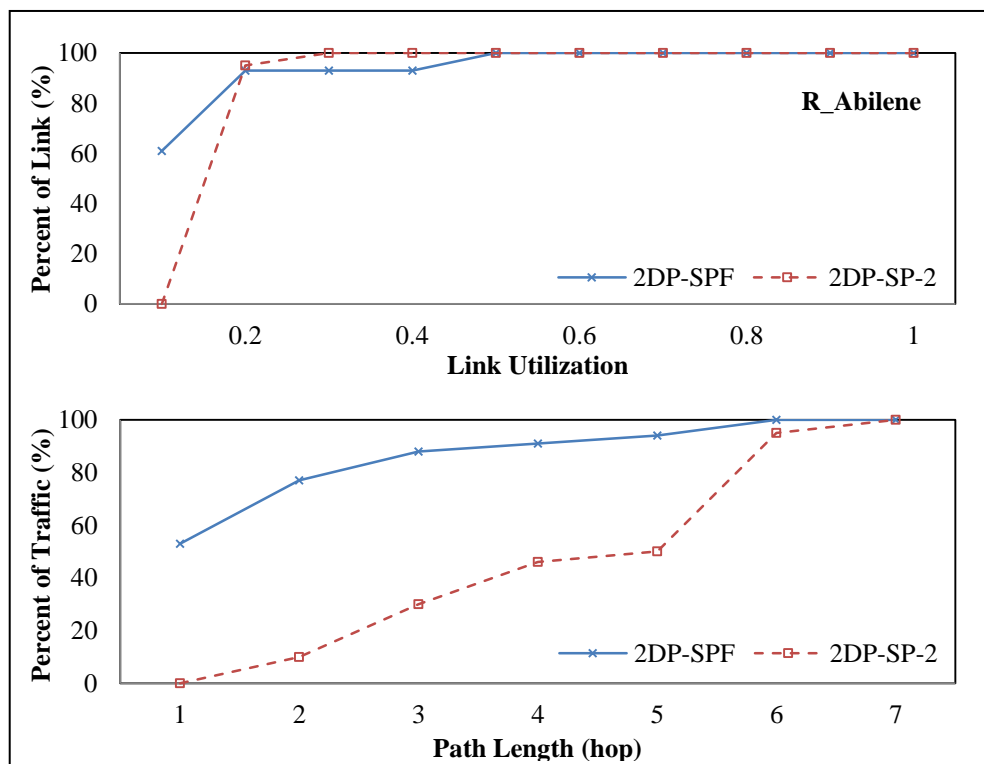 100
80
60
40
20
0
Percent of Link (%)
R_Abilene
2DP-SPF 2DP-SP-2
0.2 0.4 0.6 0.8 1
Link Utilization
100
80
60
40
20
0
Percent of Traffic (%)
2DP-SPF 2DP-SP-2
1 2 3 4 5 6 7
Path Length (hop)